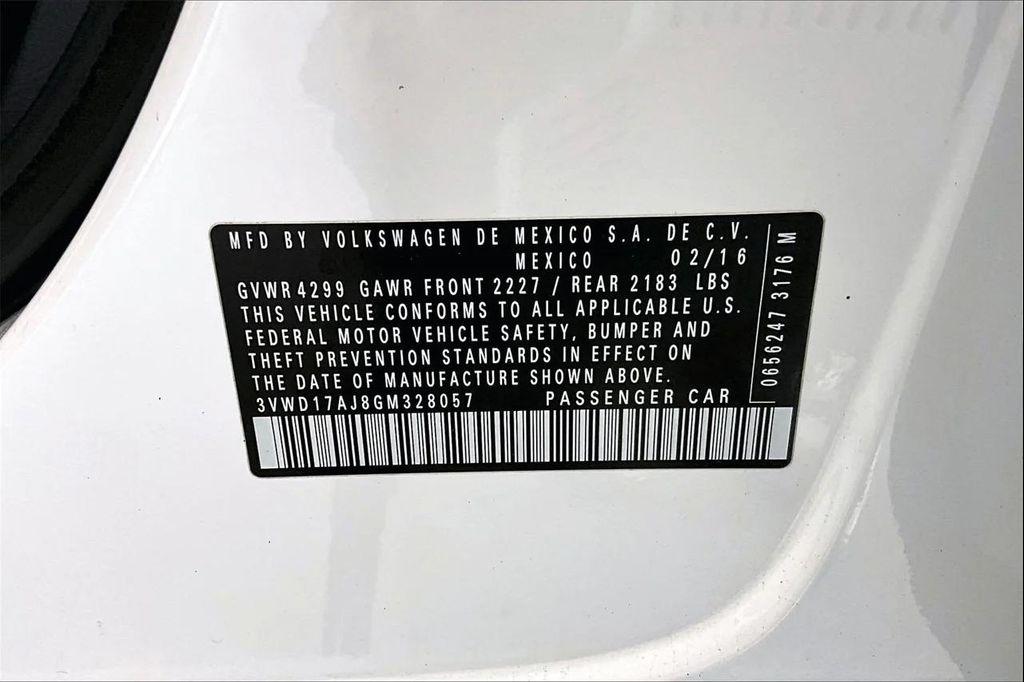 MFD BY VOLKSWAGEN DE MEXICO S.A. DE C.V.
MEXICO 02/16
GVWR 4299 GAWR FRONT 2227 / REAR 2183 LBS
THIS VEHICLE CONFORMS TO ALL APPLICABLE U.S.
FEDERAL MOTOR VEHICLE SAFETY, BUMPER AND
THEFT PREVENTION STANDARDS IN EFFECT ON
THE DATE OF MANUFACTURE SHOWN ABOVE.
3VWD17AJ8GM328057 PASSENGER CAR
0656247 3176 M